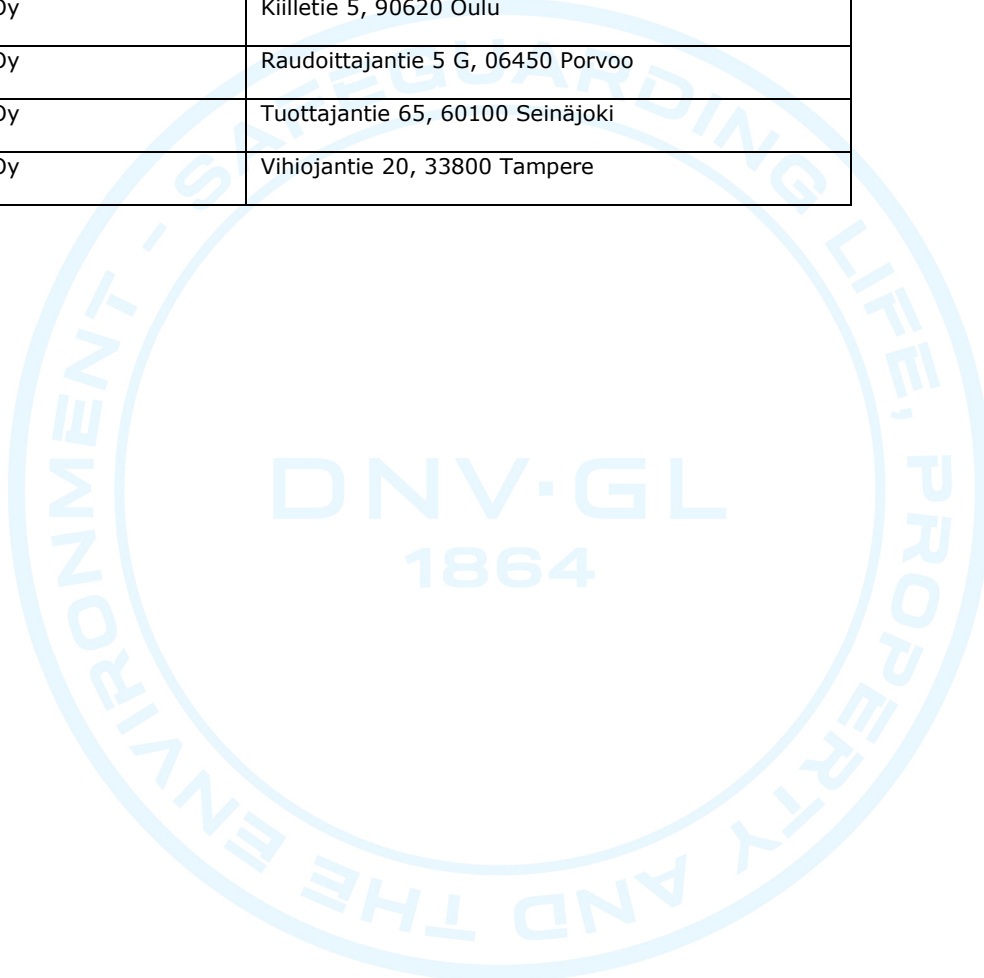 Oy Kiilletie 5, 90620 Oulu
Oy Raudoittajantie 5 G, 06450 Porvoo
Oy Tuottajantie 65, 60100 Seinäjoki
Oy Vihiojantie 20, 33800 Tampere
SAFEGUARDING LIFE, PROPERTY AND THE ENVIRONMENT -
DNV·GL
1864